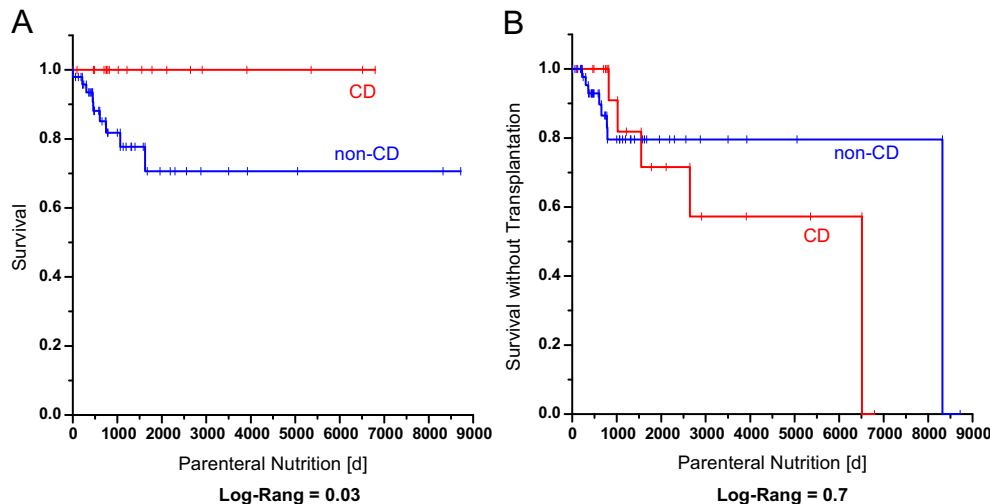 A
Survival
1.0
0.8
0.6
0.4
0.2
0.0
CD
non-CD
0 1000 2000 3000 4000 5000 6000 7000 8000 9000
Parenteral Nutrition [d]
Log-Rang = 0.03
B
Survival without Transplantation
1.0
0.8
0.6
0.4
0.2
0.0
non-CD
CD
0 1000 2000 3000 4000 5000 6000 7000 8000 9000
Parenteral Nutrition [d]
Log-Rang = 0.7